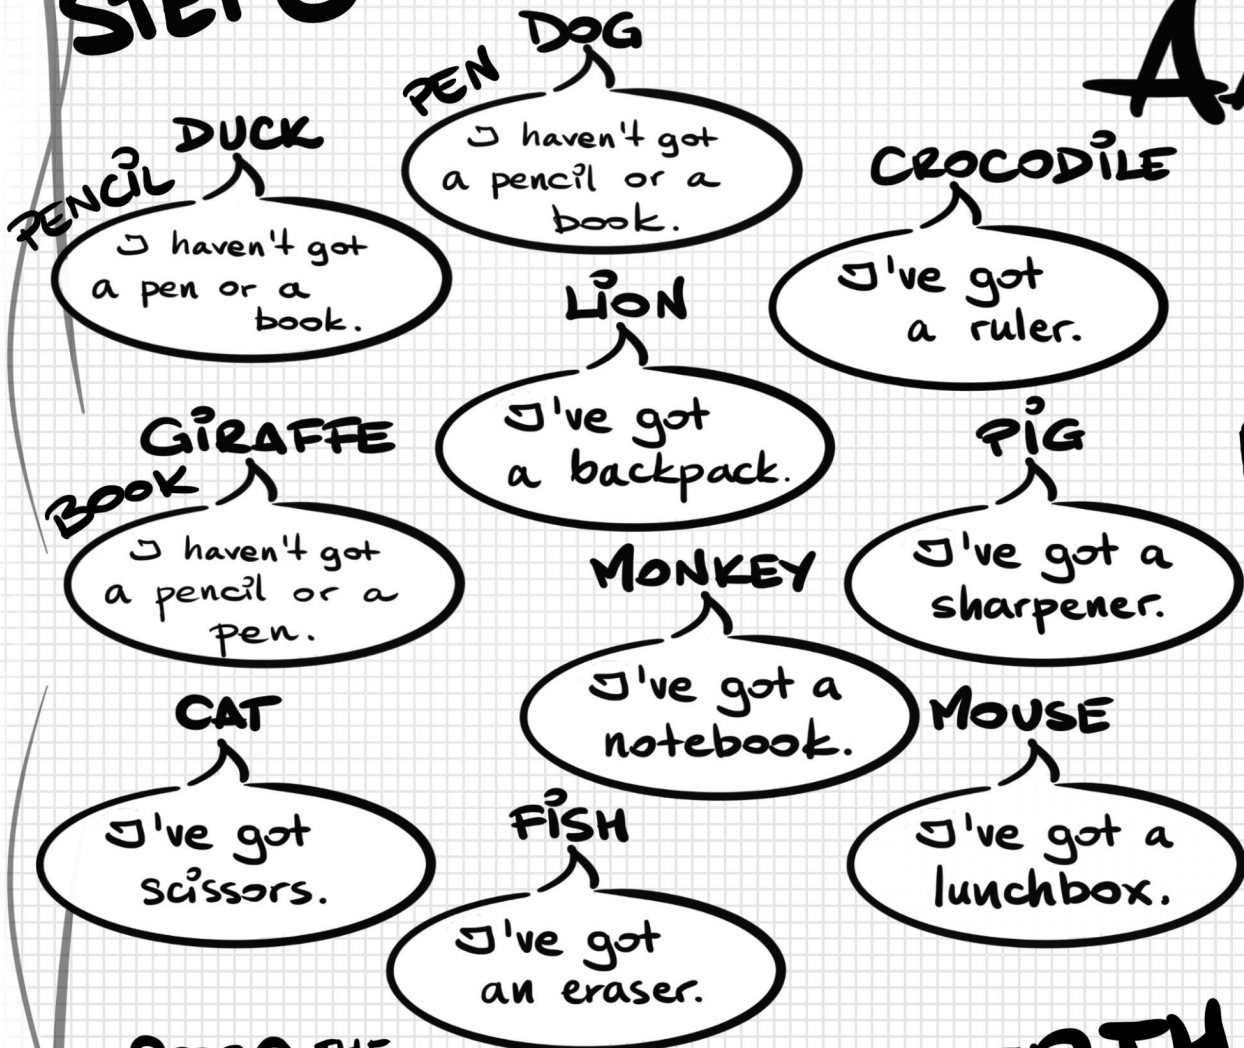 DOG
PEN
I haven't got
a pencil or a
book.
DUCK
PENCIL
I haven't got
a pen or a
book.
CROCODILE
I've got
a ruler.
LION
I've got
a backpack.
GIRAFFE
BOOK
I haven't got
a pencil or a
pen.
PIG
I've got a
sharpener.
MONKEY
I've got a
notebook.
CAT
I've got
scissors.
MOUSE
I've got a
lunchbox.
FISH
I've got
an eraser.